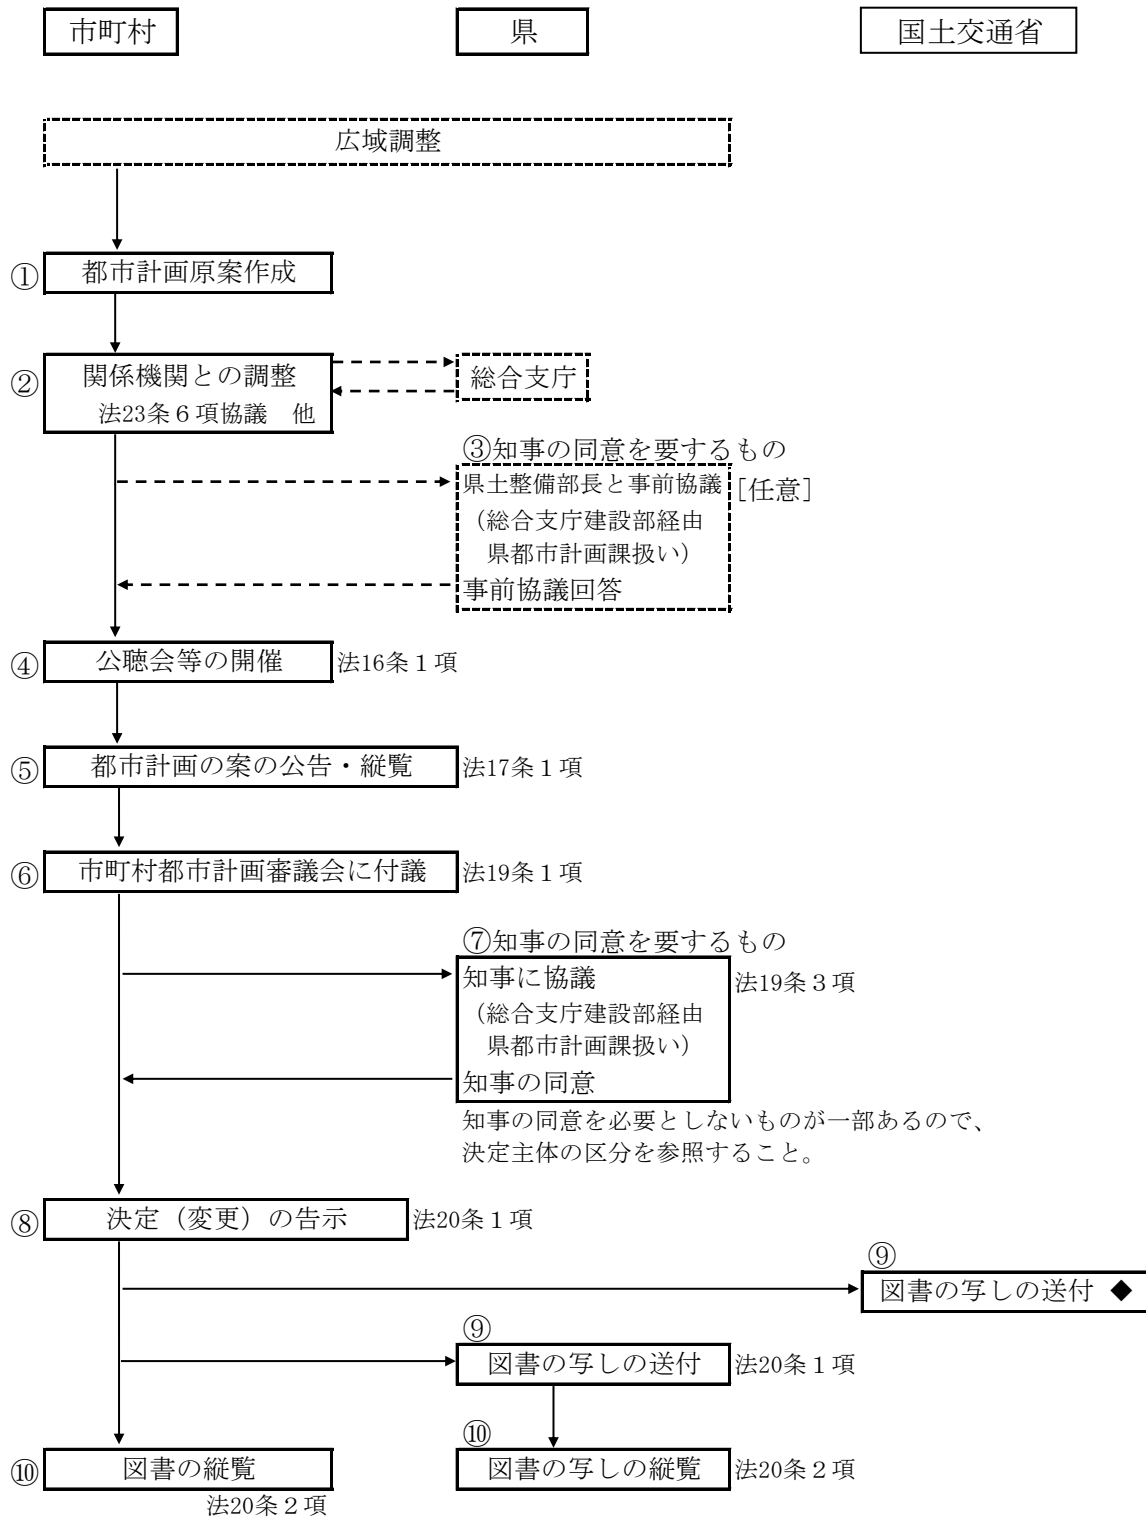 市町村
県
国土交通省
広域調整
①
都市計画原案作成
②
関係機関との調整
法23条6項協議　他
総合支庁
③知事の同意を要するもの
県土整備部長と事前協議
［任意］
（総合支庁建設部経由
県都市計画課扱い）
事前協議回答
④
公聴会等の開催
法16条1項
⑤
都市計画の案の公告・縦覧
法17条1項
⑥
市町村都市計画審議会に付議
法19条1項
⑦知事の同意を要するもの
知事に協議
法19条3項
（総合支庁建設部経由
県都市計画課扱い）
知事の同意
知事の同意を必要としないものが一部あるので、
決定主体の区分を参照すること。
⑧
決定（変更）の告示
法20条1項
⑨
図書の写しの送付 ◆
⑨
図書の写しの送付
法20条1項
⑩
図書の縦覧
法20条2項
⑩
図書の写しの縦覧
法20条2項